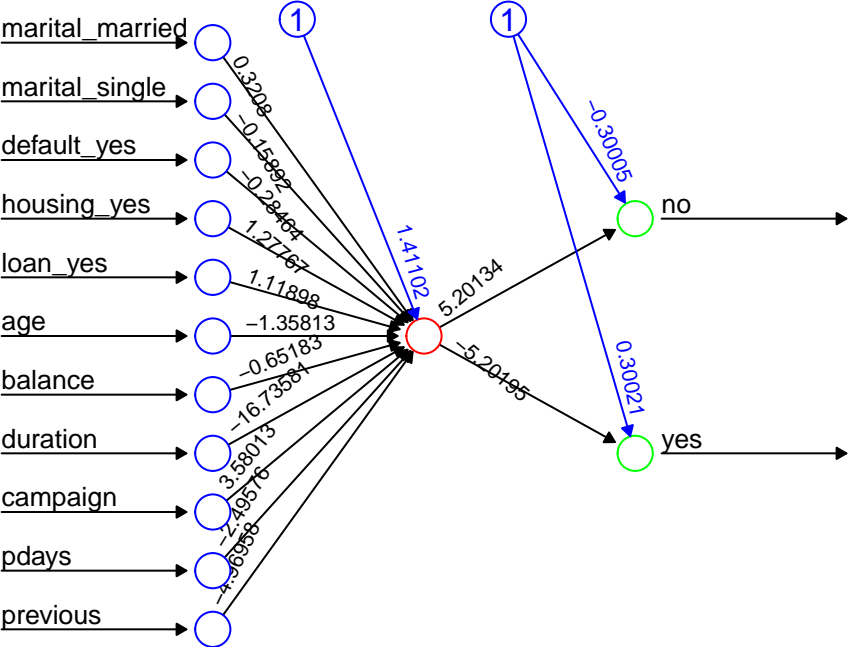 marital_married
marital_single
default_yes
housing_yes
loan_yes
age
balance
duration
campaign
pdays
previous
1
1
0.3208
−0.15892
−0.28464
1.27767
1.11898
−1.35813
−0.65183
−16.73581
3.58013
−2.49576
−4.96958
1.41102
5.20134
−5.20195
−0.30005
0.30021
no
yes